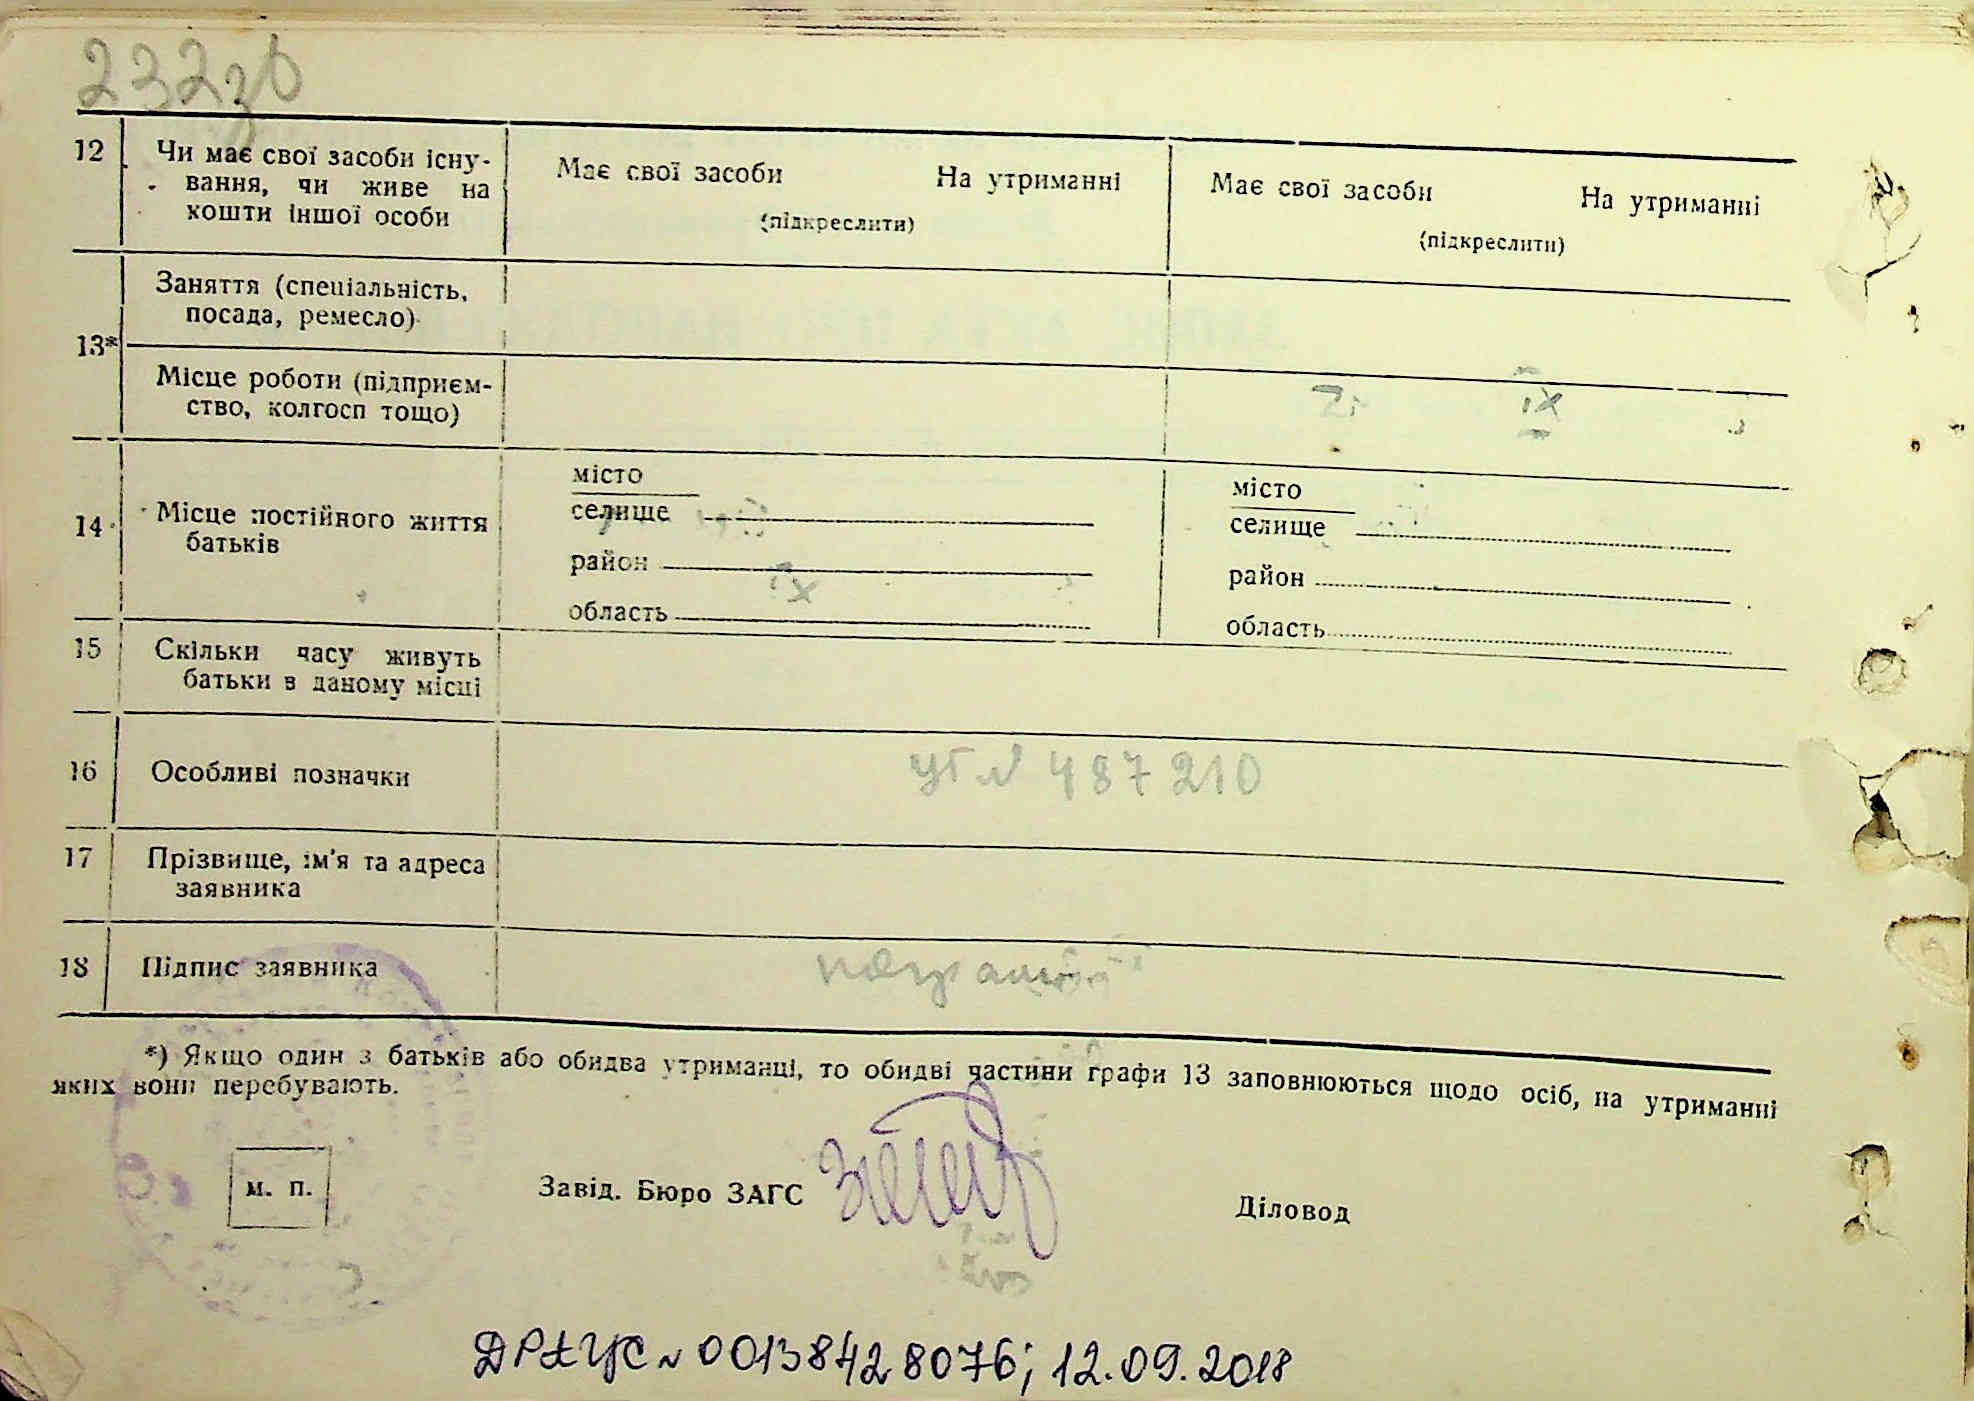 232зв
12 Чи має свої засоби існу-
вання, чи живе на
кошти іншої особи
Має свої засоби На утриманні
(підкреслити)
Має свої засоби На утриманні
(підкреслити)
13*
Заняття (спеціальність,
посада, ремесло)
Місце роботи (підприєм-
ство, колгосп тощо)
14 Місце постійного життя
батьків
місто
селище
район
область
місто
селище
район
область
15 Скільки часу живуть
батьки в даному місці
16 Особливі позначки
УГ № 487210
17 Прізвище, ім'я та адреса
заявника
18 Підпис заявника
*) Якщо один з батьків або обидва утриманці, то обидві частини графи 13 заповнюються щодо осіб, на утриманні
яких вони перебувають.
м. п.
Завід. Бюро ЗАГС
Діловод
ДРАЦС № 00138428076; 12.09.2018